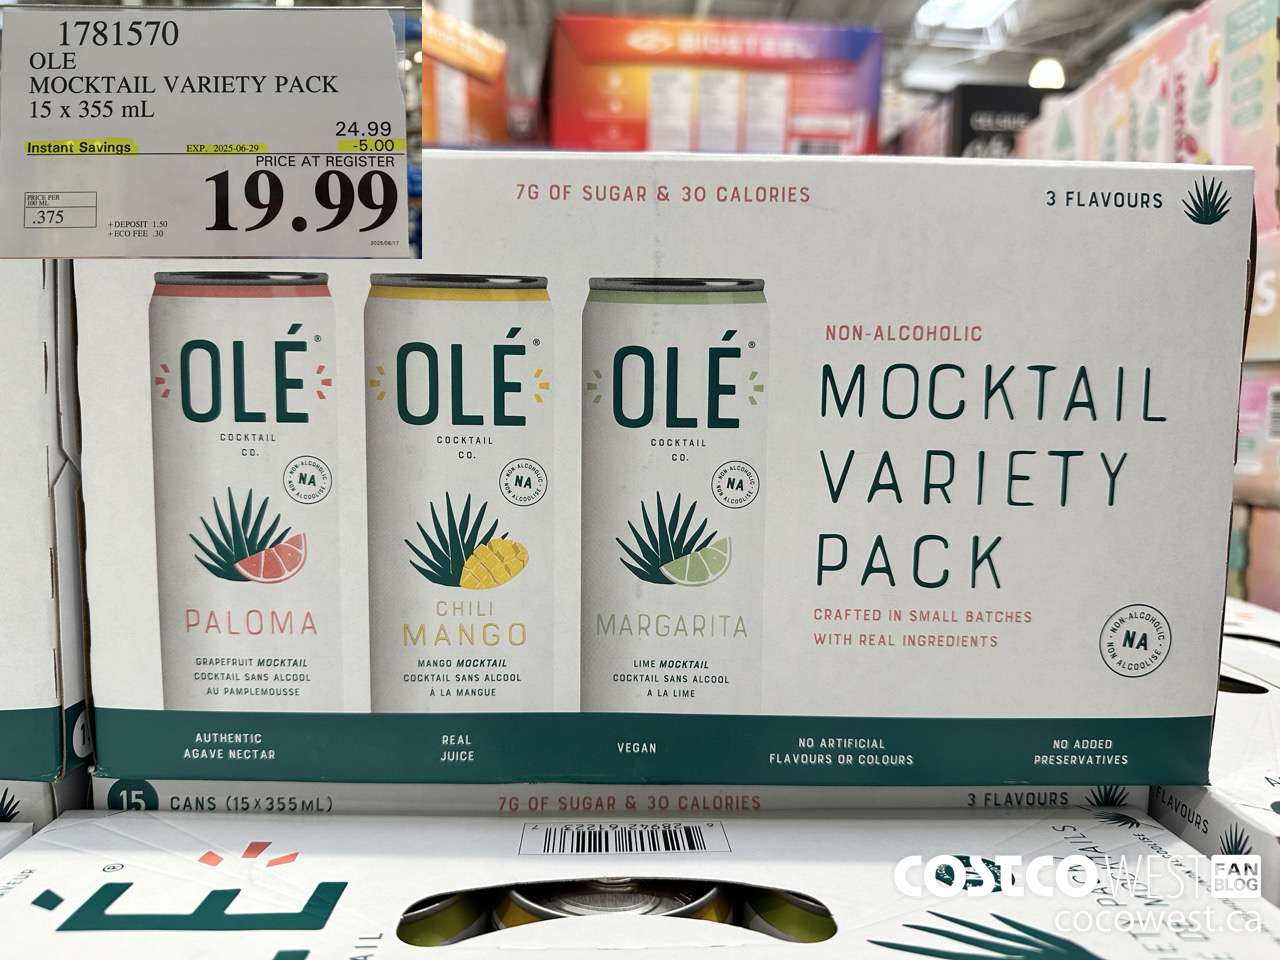 1781570
OLE
MOCKTAIL VARIETY PACK
15 x 355 mL
24.99
Instant Savings EXP. 2025-06-29 -5.00
PRICE AT REGISTER
19.99
PRICE PER
100 ML
.375
+DEPOSIT 1.50
+ECO FEE .30
2025/06/17
CELSIUS
7G OF SUGAR & 30 CALORIES
3 FLAVOURS
OLÉ®
COCKTAIL
CO.
NON-ALCOHOLIC
NA
NON ALCOOLISÉ
PALOMA
GRAPEFRUIT MOCKTAIL
COCKTAIL SANS ALCOOL
AU PAMPLEMOUSSE
OLÉ®
COCKTAIL
CO.
NON-ALCOHOLIC
NA
NON ALCOOLISÉ
CHILI
MANGO
MANGO MOCKTAIL
COCKTAIL SANS ALCOOL
À LA MANGUE
OLÉ®
COCKTAIL
CO.
NON-ALCOHOLIC
NA
NON ALCOOLISÉ
MARGARITA
LIME MOCKTAIL
COCKTAIL SANS ALCOOL
A LA LIME
NON-ALCOHOLIC
MOCKTAIL
VARIETY
PACK
CRAFTED IN SMALL BATCHES
WITH REAL INGREDIENTS
NON-ALCOHOLIC
NA
NON ALCOOLISÉ
AUTHENTIC
AGAVE NECTAR
REAL
JUICE
VEGAN
NO ARTIFICIAL
FLAVOURS OR COLOURS
NO ADDED
PRESERVATIVES
15 CANS (15 x 355 ML)
7G OF SUGAR & 30 CALORIES
3 FLAVOURS
FLAVOURS
6 28942 61223 7
COSTCO WEST FAN BLOG
cocowest.ca